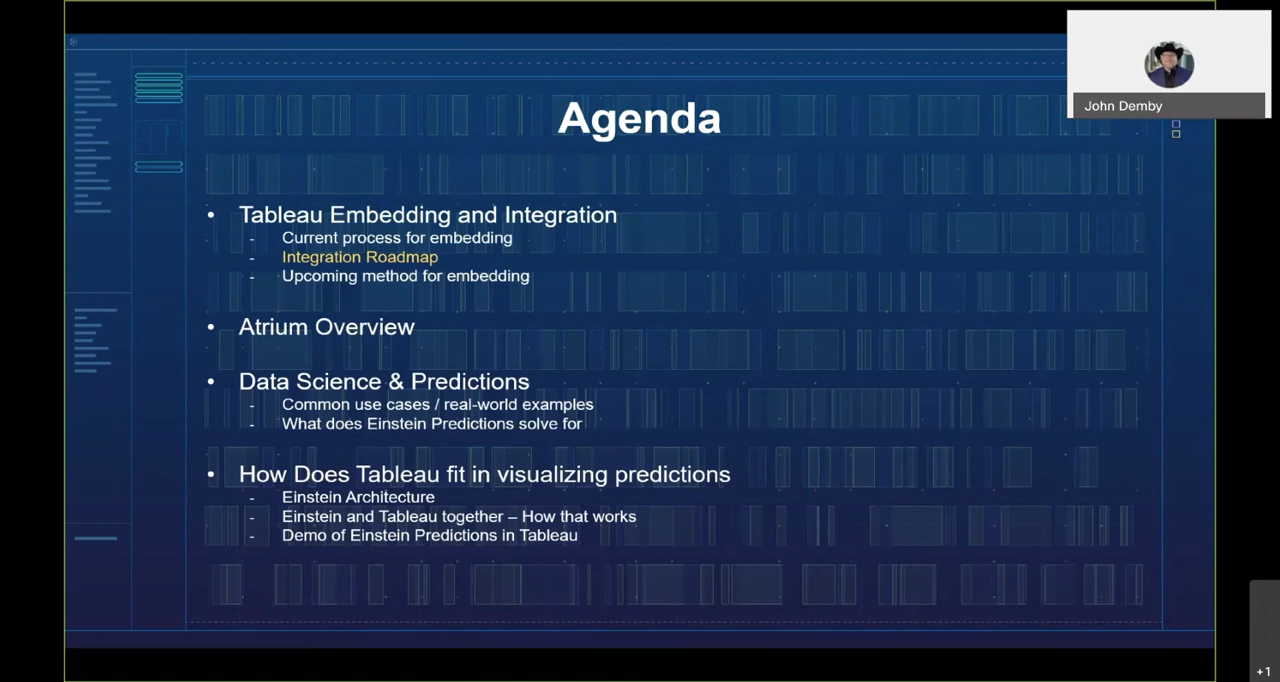 Agenda
John Demby
• Tableau Embedding and Integration
- Current process for embedding
- Integration Roadmap
- Upcoming method for embedding
• Atrium Overview
• Data Science & Predictions
- Common use cases / real-world examples
- What does Einstein Predictions solve for
• How Does Tableau fit in visualizing predictions
- Einstein Architecture
- Einstein and Tableau together – How that works
- Demo of Einstein Predictions in Tableau
+1